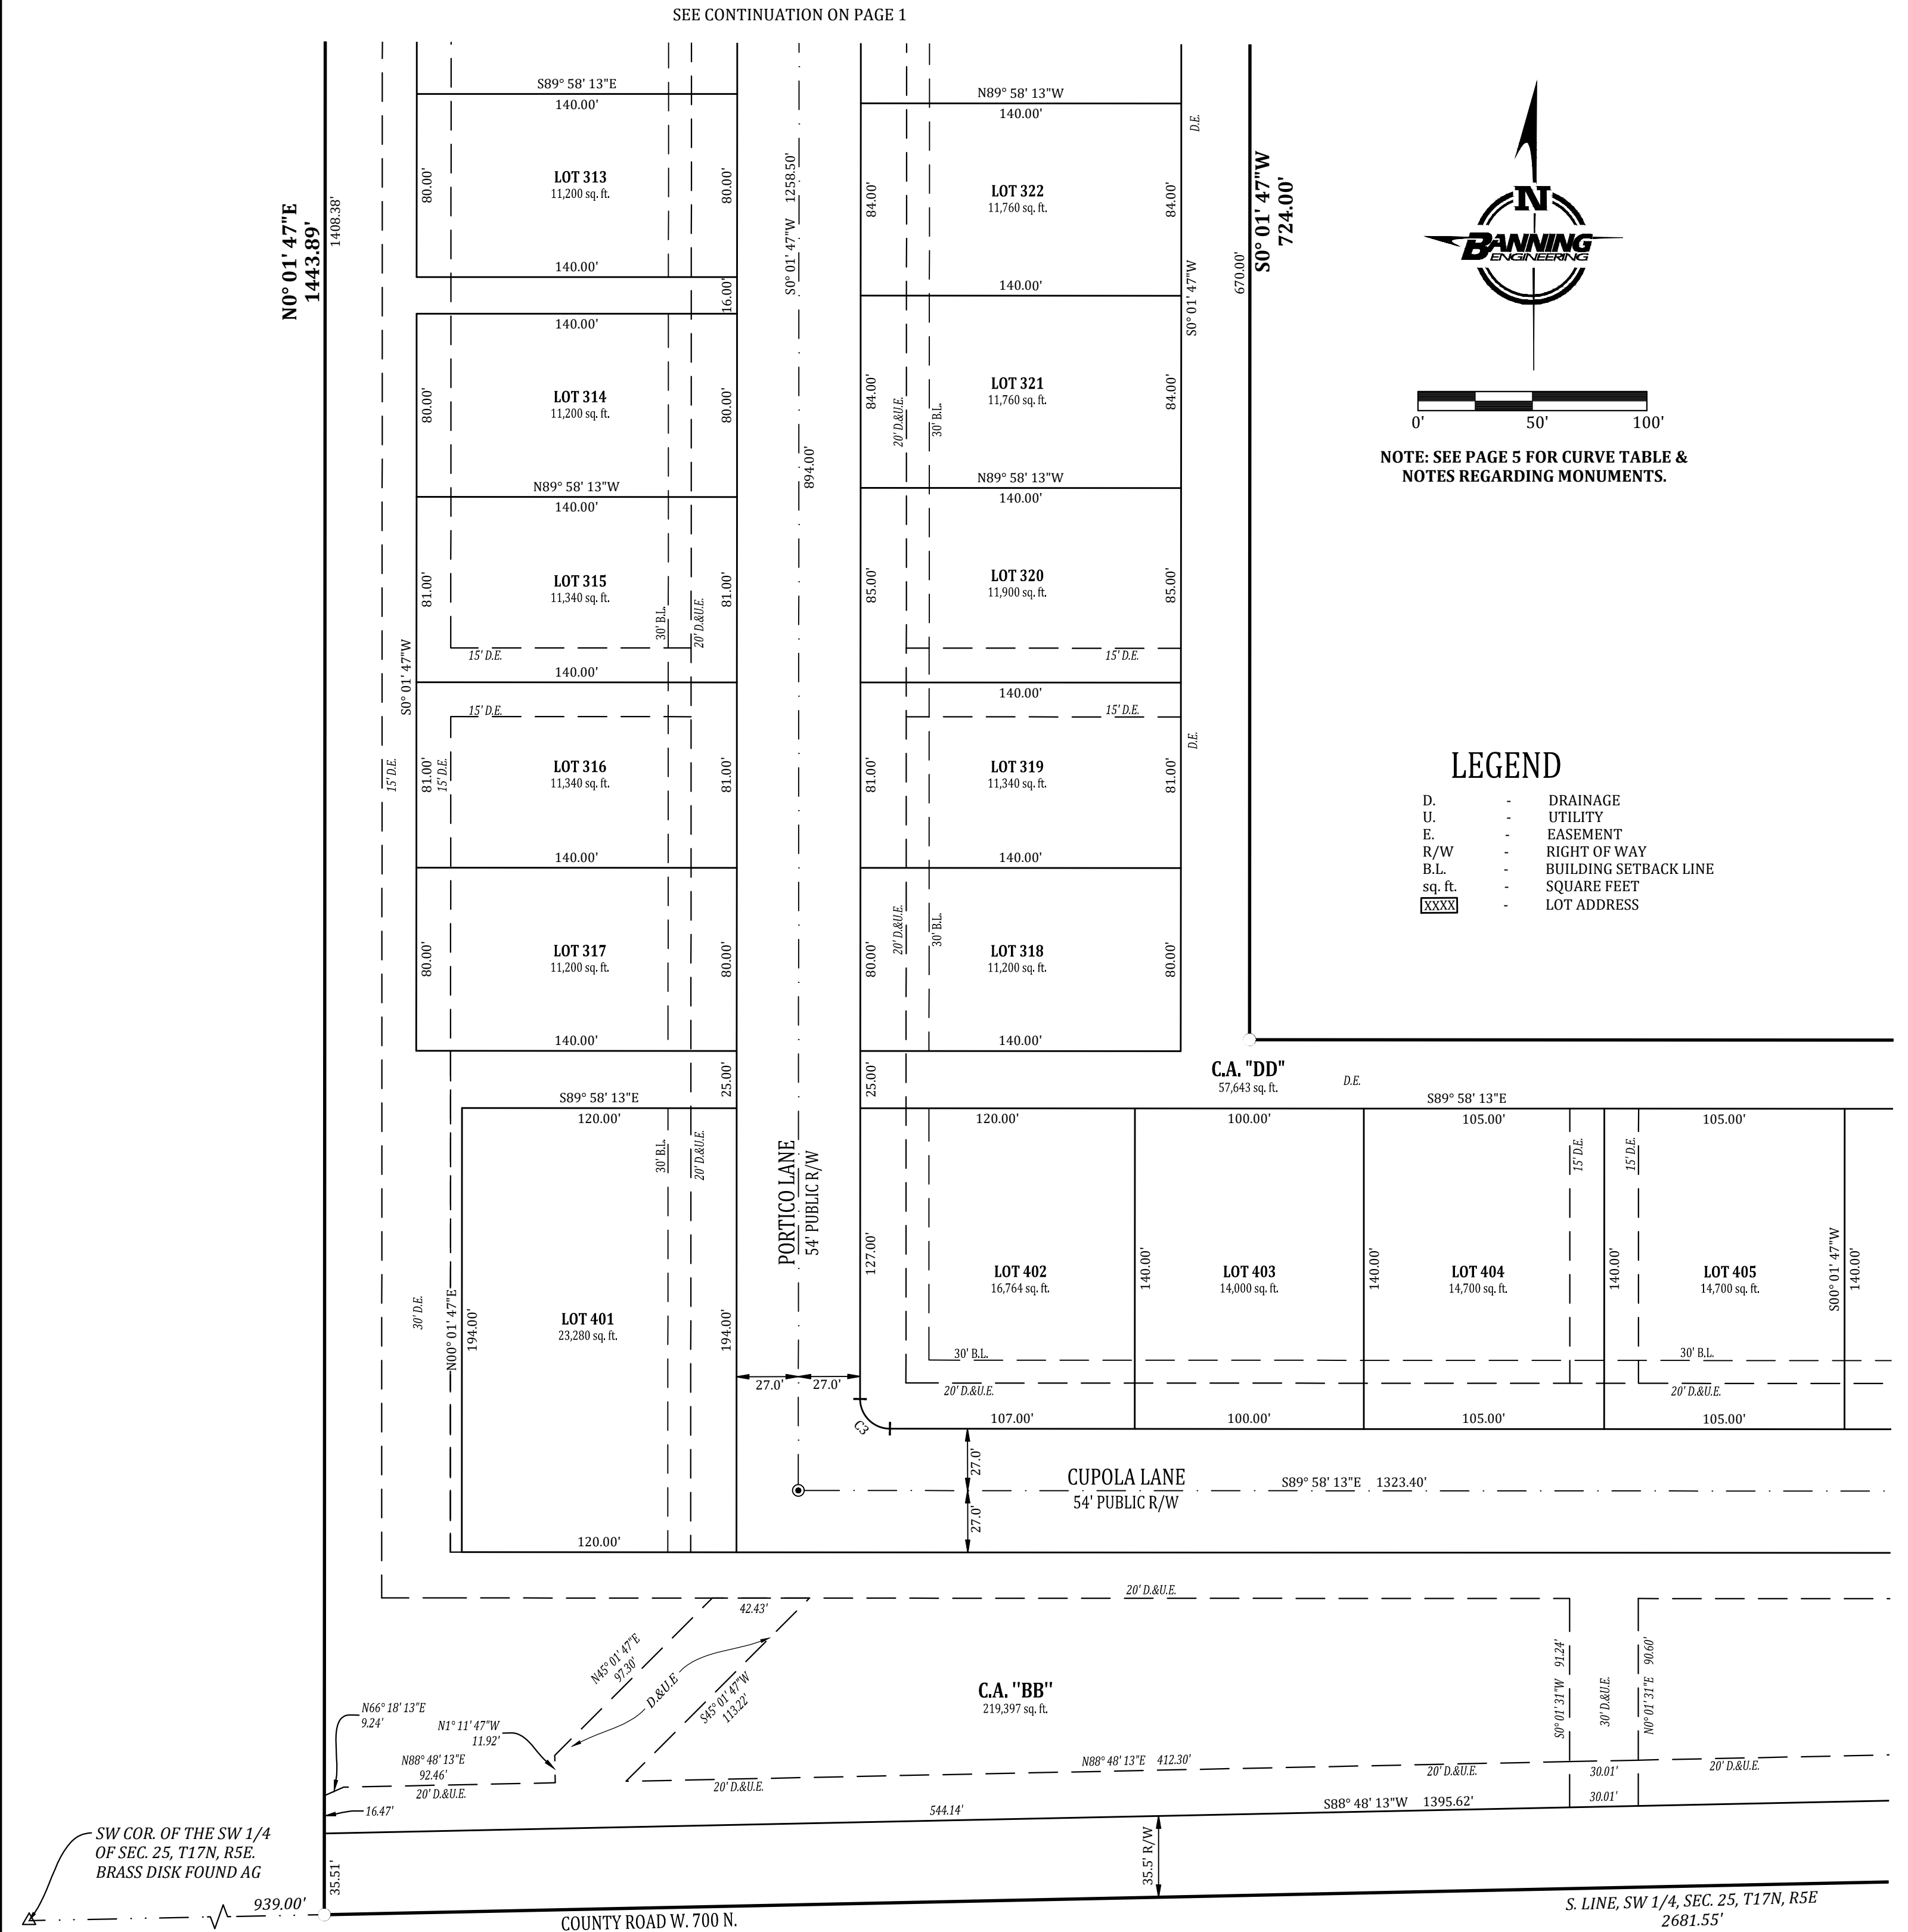 SEE CONTINUATION ON PAGE 1
N0° 01' 47"E
1443.89'
1408.38'
S89° 58' 13"E
140.00'
80.00'
LOT 313
11,200 sq. ft.
80.00'
140.00'
16.00'
140.00'
80.00'
LOT 314
11,200 sq. ft.
80.00'
N89° 58' 13"W
140.00'
81.00'
LOT 315
11,340 sq. ft.
81.00'
30' B.L.
20' D.&U.E.
15' D.E.
140.00'
S0° 01' 47"W
15' D.E.
15' D.E.
81.00'
15' D.E.
LOT 316
11,340 sq. ft.
81.00'
140.00'
80.00'
LOT 317
11,200 sq. ft.
80.00'
140.00'
25.00'
S89° 58' 13"E
120.00'
30' B.L.
20' D.&U.E.
30' D.E.
N00° 01' 47"E
194.00'
LOT 401
23,280 sq. ft.
194.00'
120.00'
S0° 01' 47"W 1258.50'
894.00'
PORTICO LANE
54' PUBLIC R/W
27.0'
27.0'
N89° 58' 13"W
140.00'
D.E.
84.00'
LOT 322
11,760 sq. ft.
84.00'
140.00'
S0° 01' 47"W
84.00'
LOT 321
11,760 sq. ft.
84.00'
20' D.&U.E.
30' B.L.
N89° 58' 13"W
140.00'
85.00'
LOT 320
11,900 sq. ft.
85.00'
15' D.E.
140.00'
15' D.E.
D.E.
81.00'
LOT 319
11,340 sq. ft.
81.00'
140.00'
20' D.&U.E.
30' B.L.
80.00'
LOT 318
11,200 sq. ft.
80.00'
140.00'
25.00'
S0° 01' 47"W
724.00'
670.00'
N
BANNING
ENGINEERING
0'
50'
100'
NOTE: SEE PAGE 5 FOR CURVE TABLE &
NOTES REGARDING MONUMENTS.
LEGEND
D. - DRAINAGE
U. - UTILITY
E. - EASEMENT
R/W - RIGHT OF WAY
B.L. - BUILDING SETBACK LINE
sq. ft. - SQUARE FEET
XXXX - LOT ADDRESS
C.A. "DD"
57,643 sq. ft.
D.E.
S89° 58' 13"E
120.00'
100.00'
105.00'
105.00'
15' D.E.
15' D.E.
127.00'
LOT 402
16,764 sq. ft.
140.00'
LOT 403
14,000 sq. ft.
140.00'
LOT 404
14,700 sq. ft.
140.00'
LOT 405
14,700 sq. ft.
S00° 01' 47"W
140.00'
30' B.L.
30' B.L.
20' D.&U.E.
20' D.&U.E.
C3
107.00'
100.00'
105.00'
105.00'
27.0'
CUPOLA LANE
54' PUBLIC R/W
S89° 58' 13"E 1323.40'
27.0'
20' D.&U.E.
42.43'
N45° 01' 47"E
97.30'
D.&U.E
S45° 01' 47"W
113.22'
C.A. "BB"
219,397 sq. ft.
S0° 01' 31"W 91.24'
30' D.&U.E.
N0° 01' 31"E 90.60'
N66° 18' 13"E
9.24'
N1° 11' 47"W
11.92'
N88° 48' 13"E
92.46'
20' D.&U.E.
20' D.&U.E.
N88° 48' 13"E 412.30'
20' D.&U.E.
30.01'
20' D.&U.E.
16.47'
544.14'
S88° 48' 13"W 1395.62'
30.01'
SW COR. OF THE SW 1/4
OF SEC. 25, T17N, R5E.
BRASS DISK FOUND AG
35.51'
35.5' R/W
939.00'
COUNTY ROAD W. 700 N.
S. LINE, SW 1/4, SEC. 25, T17N, R5E
2681.55'